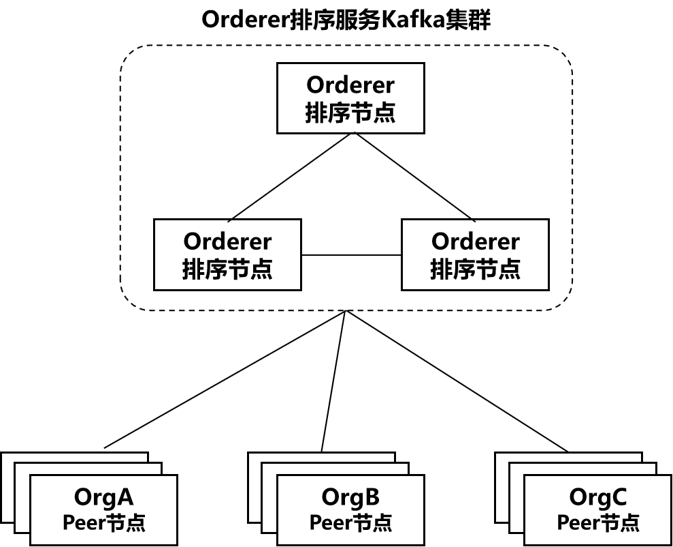 Orderer排序服务Kafka集群
Orderer
排序节点
Orderer
排序节点
Orderer
排序节点
OrgA
Peer节点
OrgB
Peer节点
OrgC
Peer节点